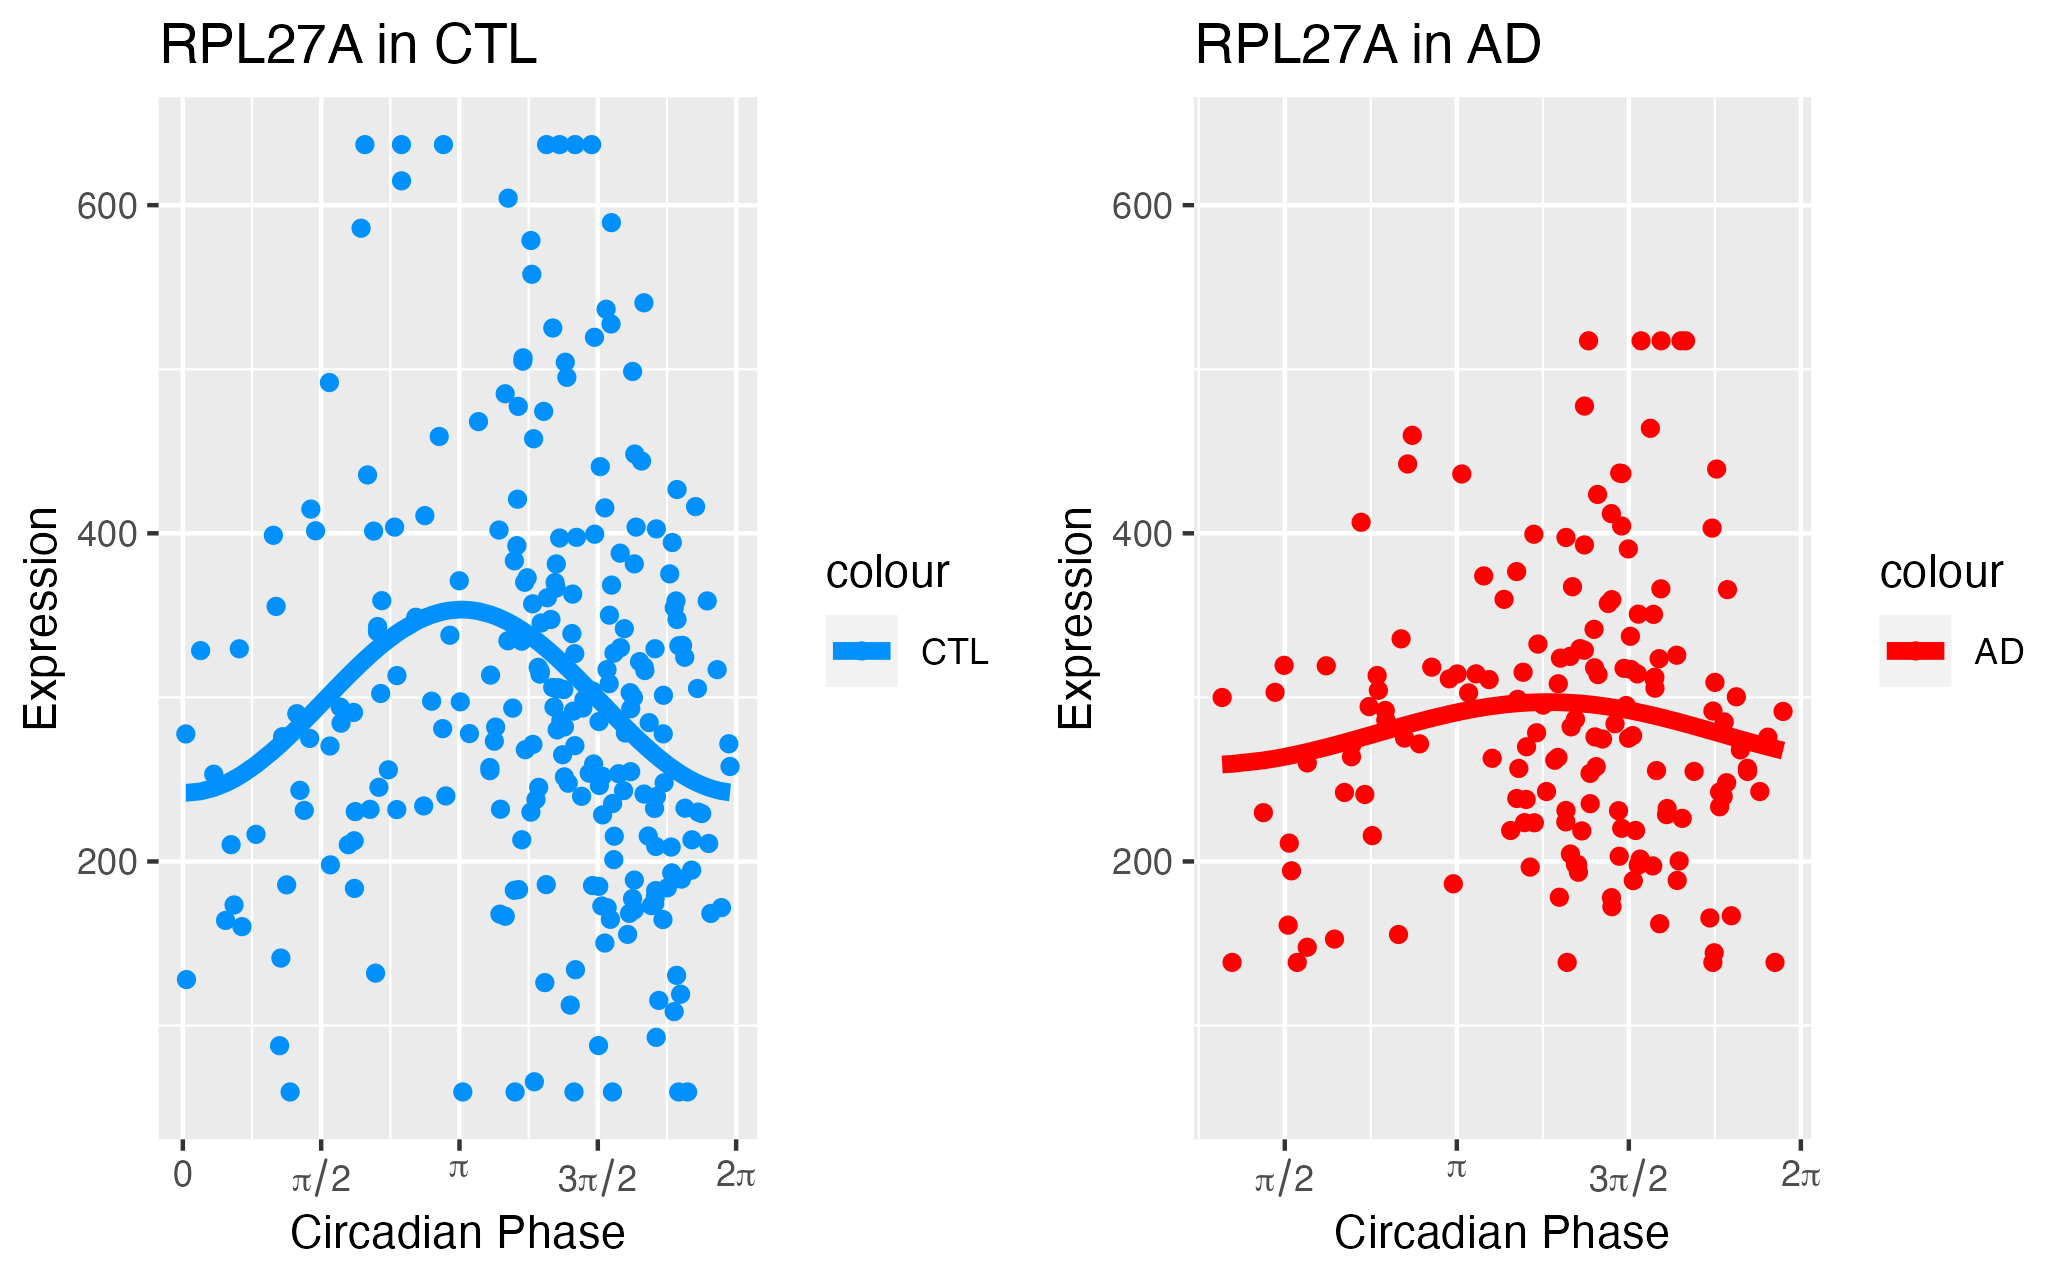 RPL27A in CTL
Expression
600
400
200
0
π/2
π
3π/2
2π
Circadian Phase
colour
CTL
RPL27A in AD
Expression
600
400
200
π/2
π
3π/2
2π
Circadian Phase
colour
AD